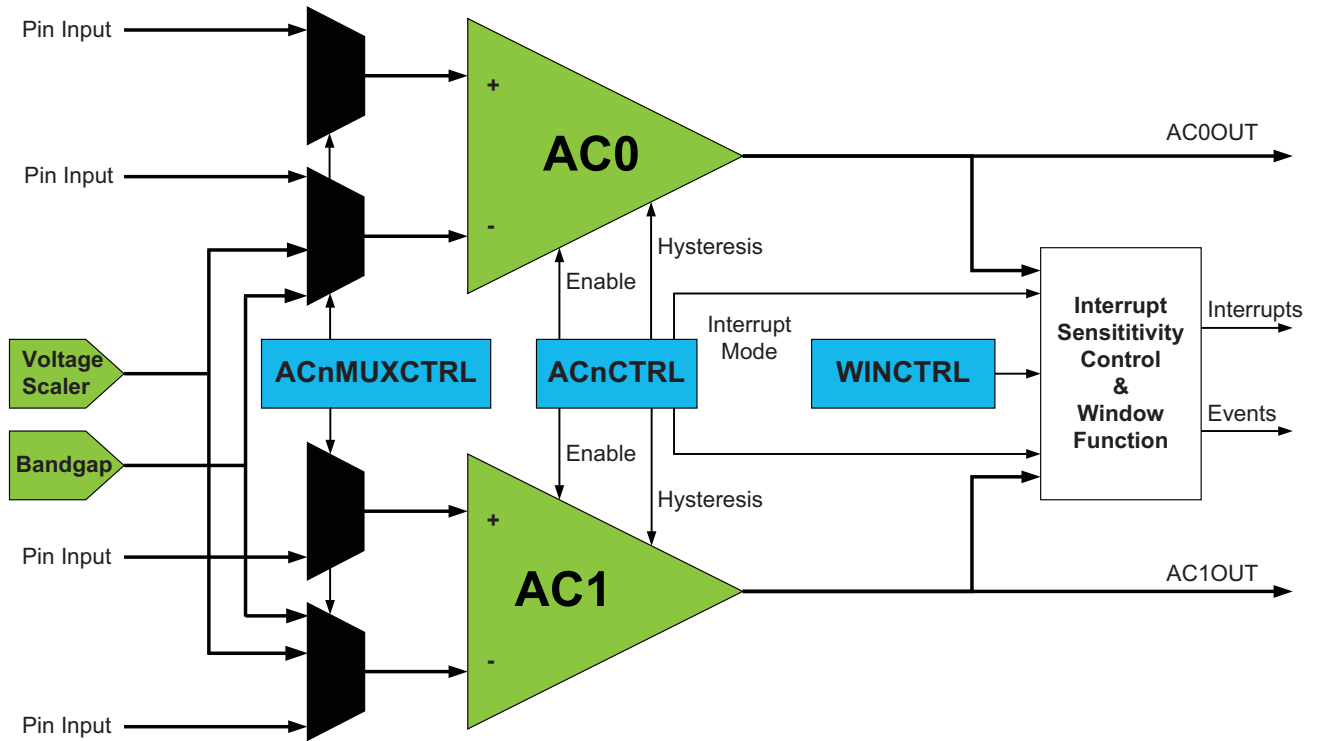 Pin Input
+
AC0
AC0OUT
Pin Input
-
Hysteresis
Enable
Interrupt
Mode
Voltage
Scaler
ACnMUXCTRL
ACnCTRL
WINCTRL
Interrupt
Sensititivity
Control
&
Window
Function
Interrupts
Events
Bandgap
Enable
Hysteresis
+
Pin Input
AC1
AC1OUT
-
Pin Input